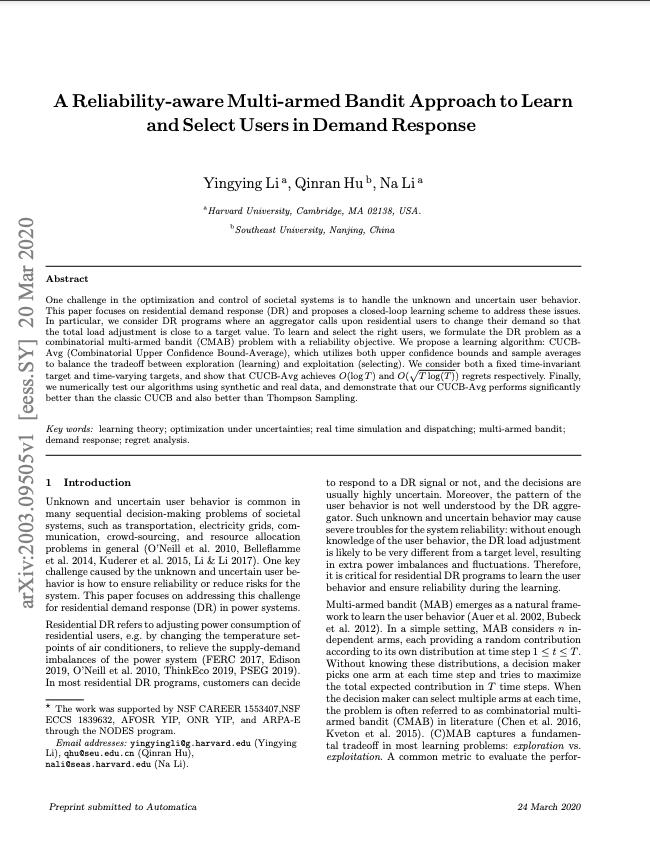 A Reliability-aware Multi-armed Bandit Approach to Learn
and Select Users in Demand Response
Yingying Li a, Qinran Hu b, Na Li a
aHarvard University, Cambridge, MA 02138, USA.
bSoutheast University, Nanjing, China
Abstract
One challenge in the optimization and control of societal systems is to handle the unknown and uncertain user behavior.
This paper focuses on residential demand response (DR) and proposes a closed-loop learning scheme to address these issues.
In particular, we consider DR programs where an aggregator calls upon residential users to change their demand so that
the total load adjustment is close to a target value. To learn and select the right users, we formulate the DR problem as a
combinatorial multi-armed bandit (CMAB) problem with a reliability objective. We propose a learning algorithm: CUCB-
Avg (Combinatorial Upper Confidence Bound-Average), which utilizes both upper confidence bounds and sample averages
to balance the tradeoff between exploration (learning) and exploitation (selecting). We consider both a fixed time-invariant
target and time-varying targets, and show that CUCB-Avg achieves O(log T) and O(√T log(T)) regrets respectively. Finally,
we numerically test our algorithms using synthetic and real data, and demonstrate that our CUCB-Avg performs significantly
better than the classic CUCB and also better than Thompson Sampling.
Key words: learning theory; optimization under uncertainties; real time simulation and dispatching; multi-armed bandit;
demand response; regret analysis.
1 Introduction
Unknown and uncertain user behavior is common in
many sequential decision-making problems of societal
systems, such as transportation, electricity grids, com-
munication, crowd-sourcing, and resource allocation
problems in general (O'Neill et al. 2010, Belleflamme
et al. 2014, Kuderer et al. 2015, Li & Li 2017). One key
challenge caused by the unknown and uncertain user be-
havior is how to ensure reliability or reduce risks for the
system. This paper focuses on addressing this challenge
for residential demand response (DR) in power systems.
Residential DR refers to adjusting power consumption of
residential users, e.g. by changing the temperature set-
points of air conditioners, to relieve the supply-demand
imbalances of the power system (FERC 2017, Edison
2019, O'Neill et al. 2010, ThinkEco 2019, PSEG 2019).
In most residential DR programs, customers can decide
* The work was supported by NSF CAREER 1553407,NSF
ECCS 1839632, AFOSR YIP, ONR YIP, and ARPA-E
through the NODES program.
Email addresses: yingyingli@g.harvard.edu (Yingying
Li), qhu@seu.edu.cn (Qinran Hu),
nali@seas.harvard.edu (Na Li).
to respond to a DR signal or not, and the decisions are
usually highly uncertain. Moreover, the pattern of the
user behavior is not well understood by the DR aggre-
gator. Such unknown and uncertain behavior may cause
severe troubles for the system reliability: without enough
knowledge of the user behavior, the DR load adjustment
is likely to be very different from a target level, resulting
in extra power imbalances and fluctuations. Therefore,
it is critical for residential DR programs to learn the user
behavior and ensure reliability during the learning.
Multi-armed bandit (MAB) emerges as a natural frame-
work to learn the user behavior (Auer et al. 2002, Bubeck
et al. 2012). In a simple setting, MAB considers n in-
dependent arms, each providing a random contribution
according to its own distribution at time step 1 ≤ t ≤ T.
Without knowing these distributions, a decision maker
picks one arm at each time step and tries to maximize
the total expected contribution in T time steps. When
the decision maker can select multiple arms at each time,
the problem is often referred to as combinatorial multi-
armed bandit (CMAB) in literature (Chen et al. 2016,
Kveton et al. 2015). (C)MAB captures a fundamen-
tal tradeoff in most learning problems: exploration vs.
exploitation. A common metric to evaluate the perfor-
Preprint submitted to Automatica
24 March 2020
arXiv:2003.09505v1 [eess.SY] 20 Mar 2020